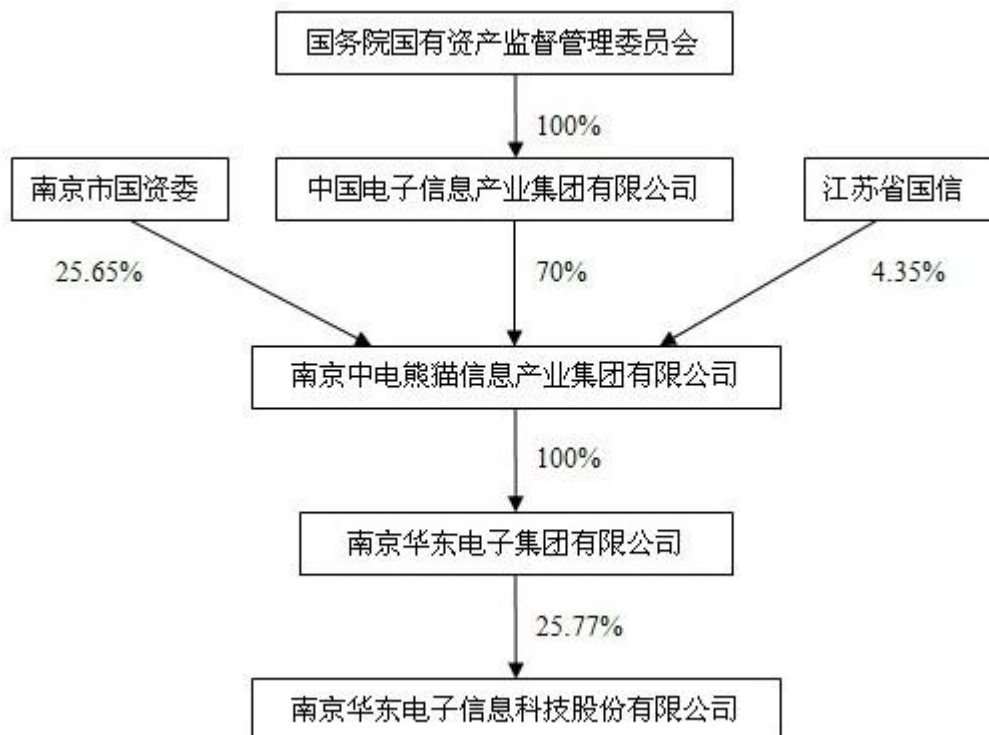 国务院国有资产监督管理委员会
100%
南京市国资委
中国电子信息产业集团有限公司
江苏省国信
25.65%
70%
4.35%
南京中电熊猫信息产业集团有限公司
100%
南京华东电子集团有限公司
25.77%
南京华东电子信息科技股份有限公司